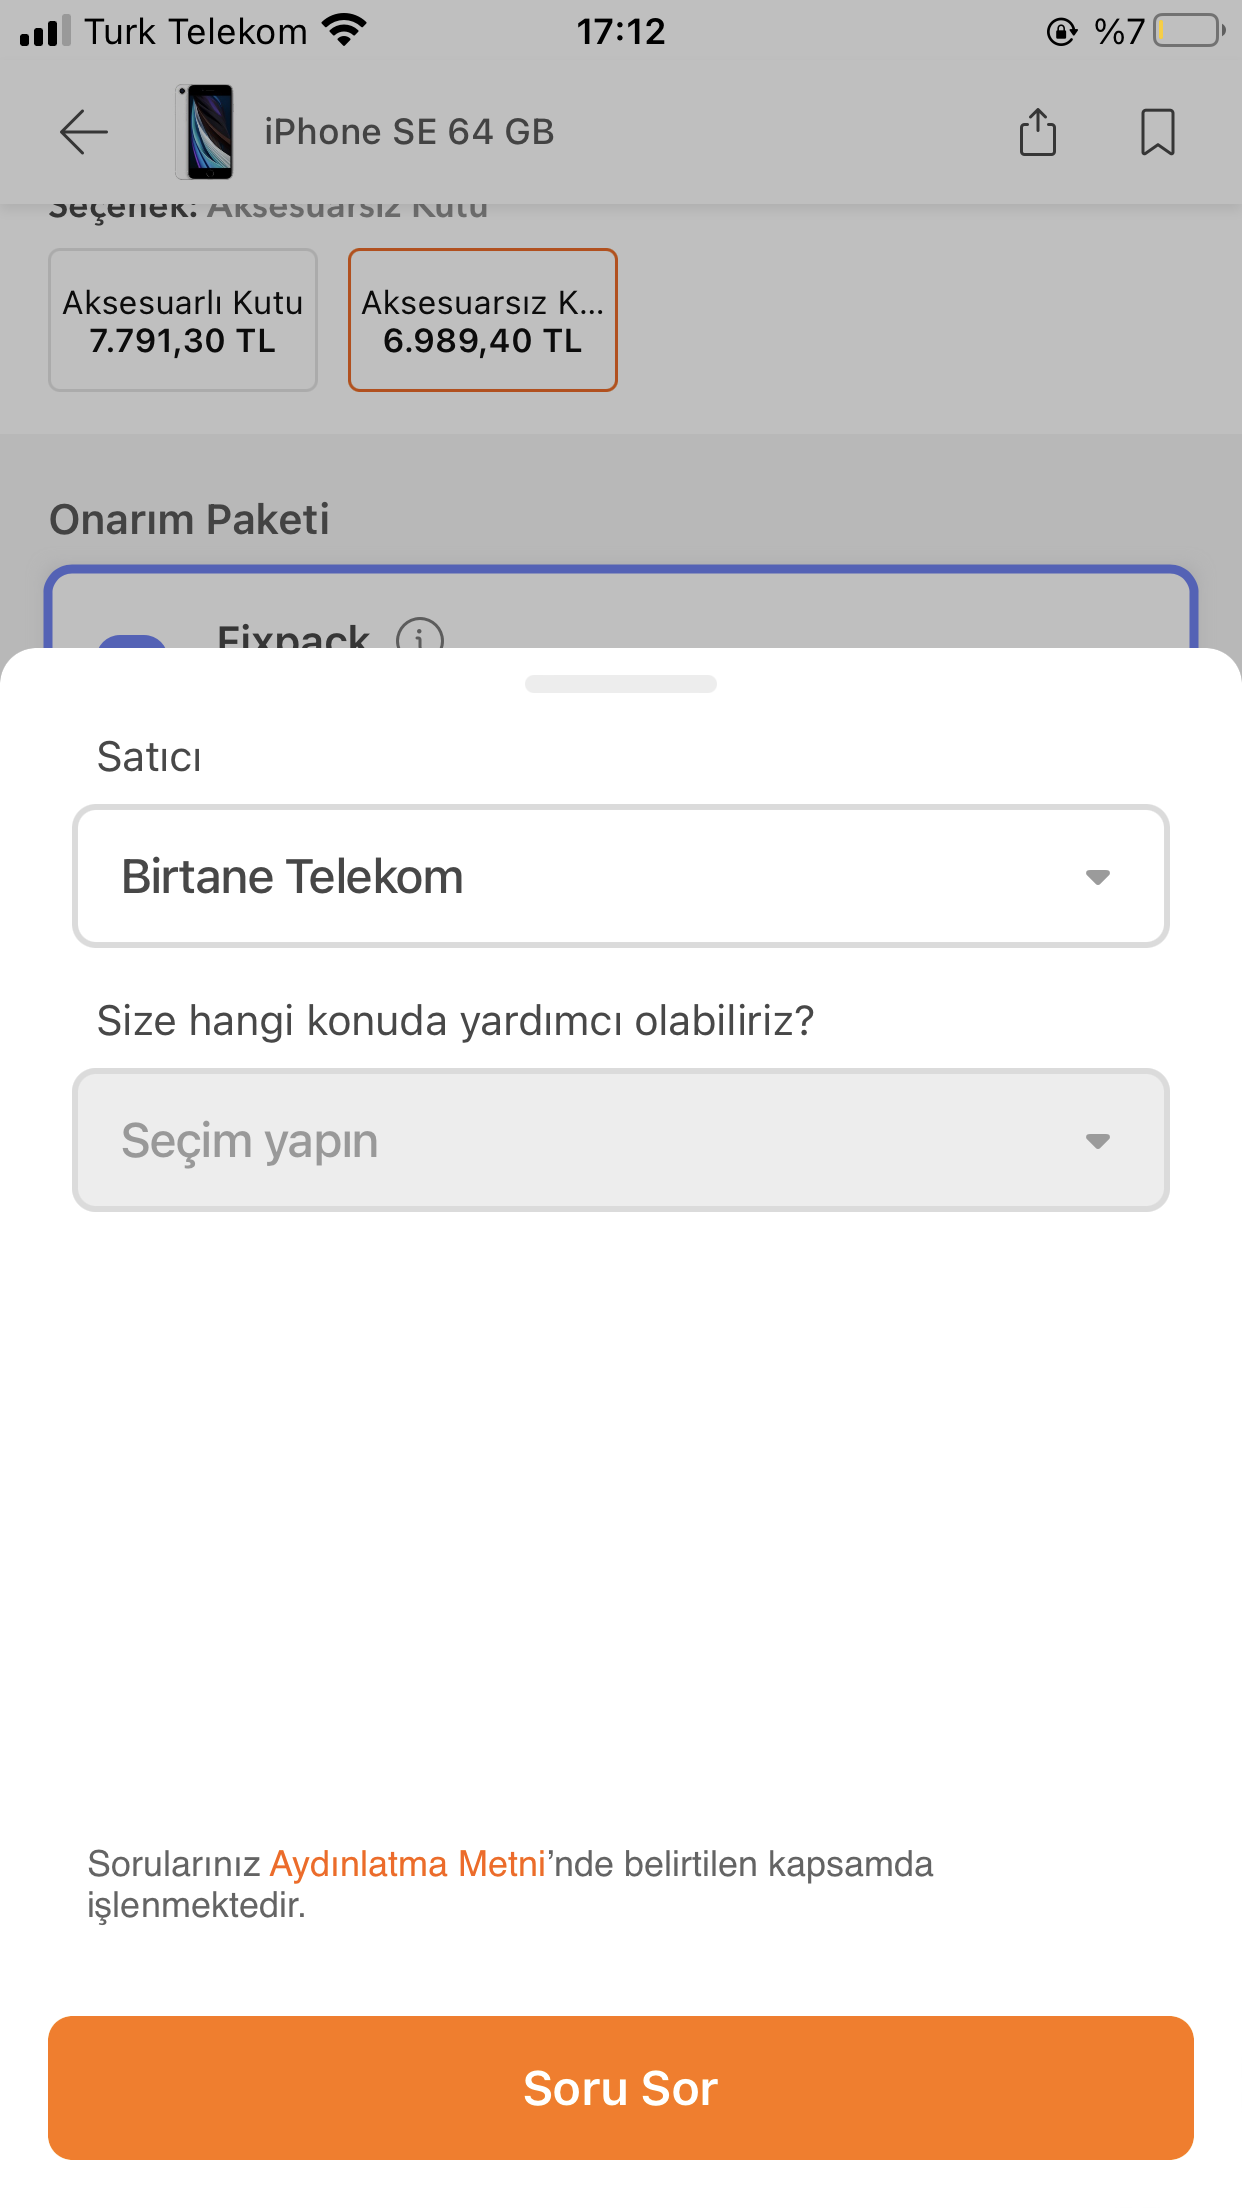 Turk Telekom 17:12 %7
iPhone SE 64 GB
Seçenek: Aksesuarsız Kutu
Aksesuarlı Kutu
7.791,30 TL
Aksesuarsız K...
6.989,40 TL
Onarım Paketi
Fixpack
Satıcı
Birtane Telekom
Size hangi konuda yardımcı olabiliriz?
Seçim yapın
Sorularınız Aydınlatma Metni’nde belirtilen kapsamda
işlenmektedir.
Soru Sor